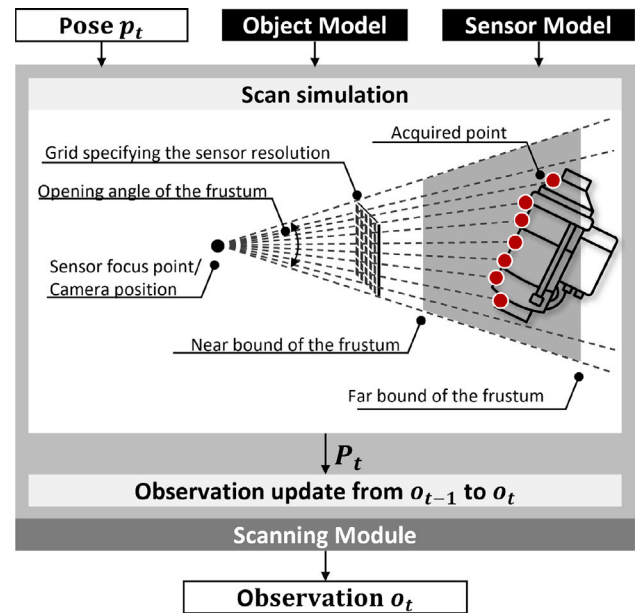 Pose p_t
Object Model
Sensor Model
Scan simulation
Acquired point
Grid specifying the sensor resolution
Opening angle of the frustum
Sensor focus point/
Camera position
Near bound of the frustum
Far bound of the frustum
P_t
Observation update from o_{t−1} to o_t
Scanning Module
Observation o_t